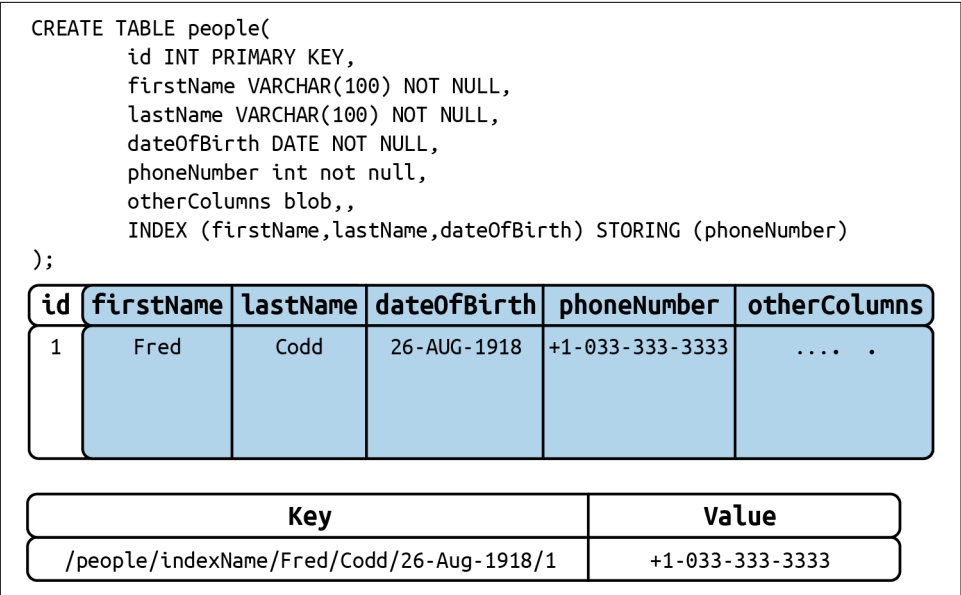 CREATE TABLE people(
id INT PRIMARY KEY,
firstName VARCHAR(100) NOT NULL,
lastName VARCHAR(100) NOT NULL,
dateOfBirth DATE NOT NULL,
phoneNumber int not null,
otherColumns blob,,
INDEX (firstName,lastName,dateOfBirth) STORING (phoneNumber)
);
id firstName lastName dateOfBirth phoneNumber otherColumns
1 Fred Codd 26-AUG-1918 +1-033-333-3333 .... .
Key Value
/people/indexName/Fred/Codd/26-Aug-1918/1 +1-033-333-3333